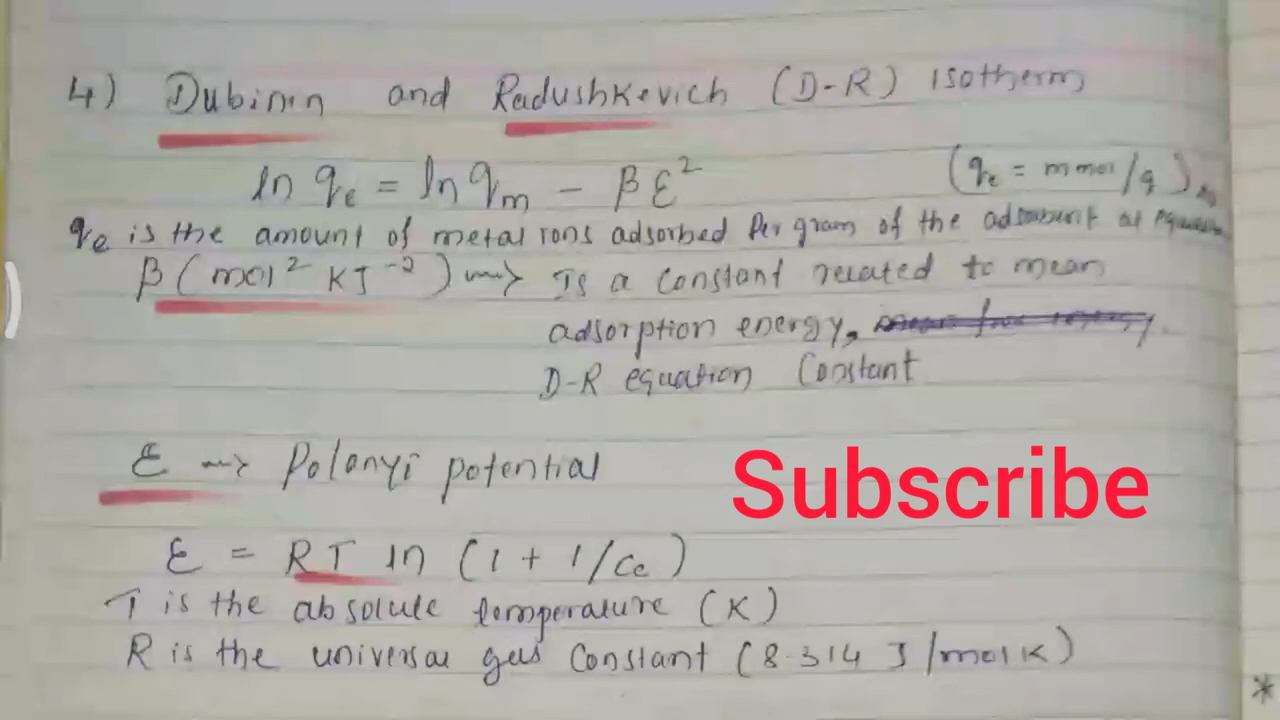 4) Dubinin and Radushkevich (D-R) Isotherm
ln qe = ln qm - βε² (qe = mmol/g)
qe is the amount of metal ions adsorbed Per gram of the adsorbent at
β (mol² KJ⁻²) ⟿ Is a constant related to mean
adsorption energy,
D-R equation Constant
ε ⟿ Polanyi potential
Subscribe
ε = RT ln (1 + 1/Ce)
T is the absolute temperature (K)
R is the universal gas Constant (8.314 J/mol K)
*